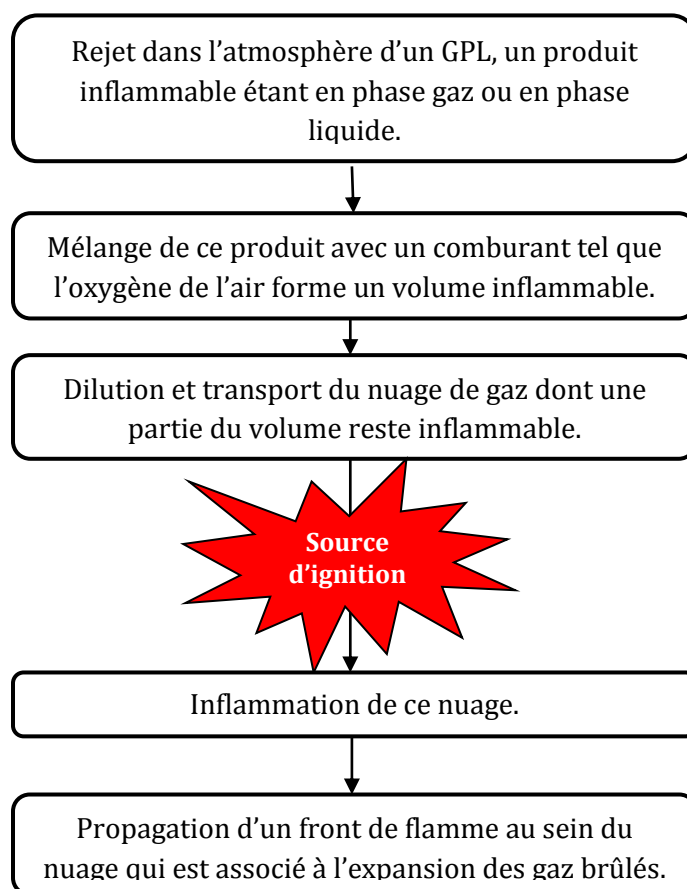 Rejet dans l’atmosphère d’un GPL, un produit
inflammable étant en phase gaz ou en phase
liquide.
Mélange de ce produit avec un comburant tel que
l’oxygène de l’air forme un volume inflammable.
Dilution et transport du nuage de gaz dont une
partie du volume reste inflammable.
Source
d’ignition
Inflammation de ce nuage.
Propagation d’un front de flamme au sein du
nuage qui est associé à l’expansion des gaz brûlés.